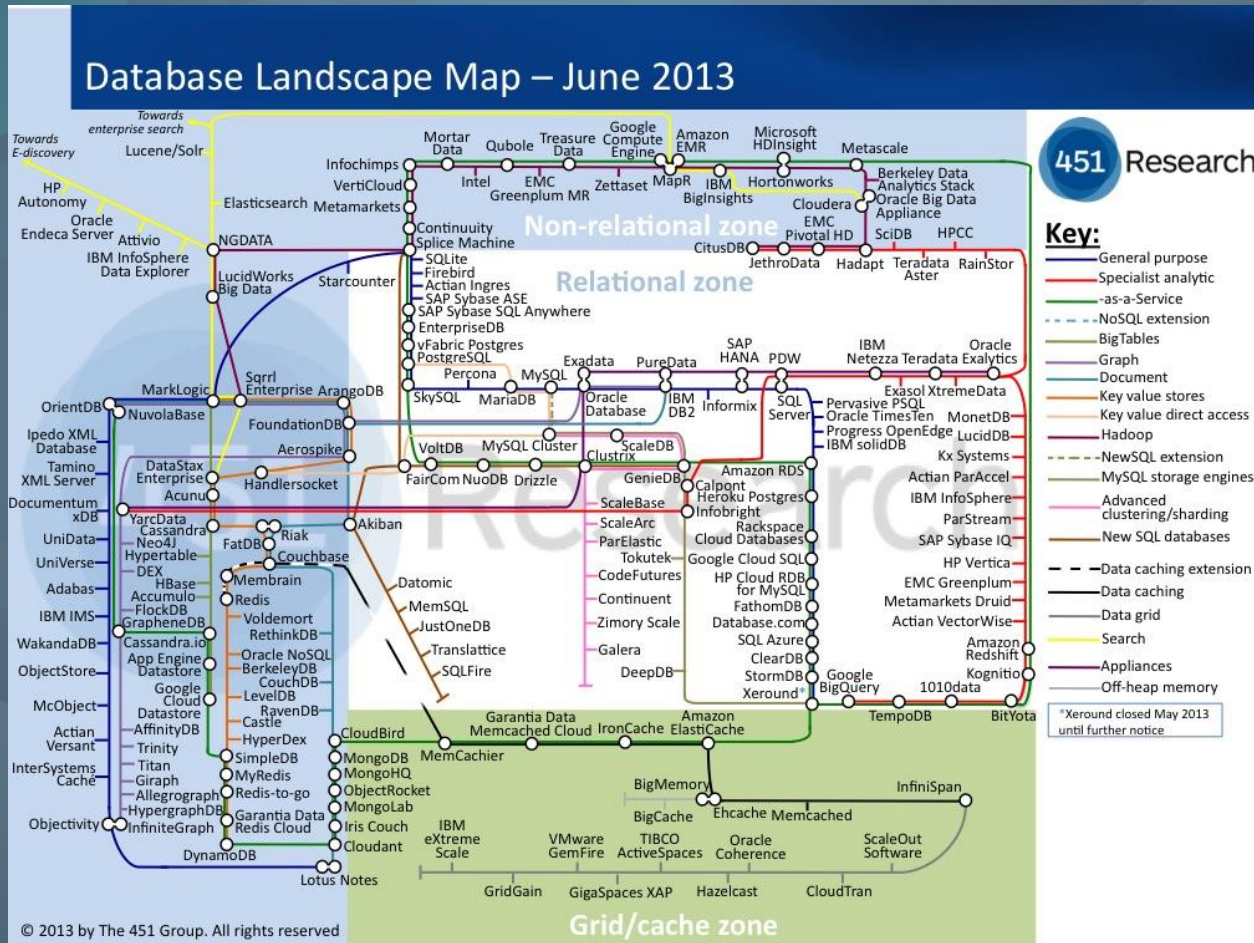 Database Landscape Map – June 2013
Towards
enterprise search
Towards
E-discovery
Lucene/Solr
HP
Autonomy
Oracle
Endeca Server
Attivio
IBM InfoSphere
Data Explorer
Elasticsearch
NGDATA
LucidWorks
Big Data
Starcounter
Infochimps
VertiCloud
Metamarkets
Continuuity
Splice Machine
Mortar
Data
Qubole
Treasure
Data
Google
Compute
Engine
Amazon
EMR
Microsoft
HDInsight
Metascale
Intel
EMC
Greenplum MR
Zettaset
MapR
IBM
BigInsights
Hortonworks
Berkeley Data
Analytics Stack
Oracle Big Data
Appliance
Cloudera
Non-relational zone
EMC
Pivotal HD
CitusDB
JethroData
Hadapt
SciDB
HPCC
Teradata
Aster
RainStor
Relational zone
SQLite
Firebird
Actian Ingres
SAP Sybase ASE
SAP Sybase SQL Anywhere
EnterpriseDB
vFabric Postgres
PostgreSQL
Percona
SkySQL
MariaDB
MySQL
Exadata
Oracle
Database
PureData
IBM
DB2
Informix
SAP
HANA
PDW
SQL
Server
IBM
Netezza
Teradata
Oracle
Exalytics
Exasol
XtremeData
Pervasive PSQL
Oracle TimesTen
Progress OpenEdge
IBM solidDB
MonetDB
LucidDB
Kx Systems
Actian ParAccel
IBM InfoSphere
ParStream
SAP Sybase IQ
HP Vertica
EMC Greenplum
Metamarkets Druid
Actian VectorWise
Amazon
Redshift
Kognitio
BitYota
1010data
TempoDB
Google
BigQuery
MarkLogic
Sqrrl
Enterprise
ArangoDB
OrientDB
NuvolaBase
FoundationDB
Ipedo XML
Database
Tamino
XML Server
Documentum
xDB
UniData
UniVerse
Adabas
IBM IMS
WakandaDB
ObjectStore
McObject
Actian
Versant
InterSystems
Caché
Objectivity
Aerospike
DataStax
Enterprise
Handlersocket
Acunu
YarcData
Cassandra
Neo4J
Hypertable
DEX
HBase
Accumulo
FlockDB
GrapheneDB
Cassandra.io
App Engine
Datastore
Google
Cloud
Datastore
AffinityDB
Trinity
Titan
Giraph
Allegrograph
HypergraphDB
InfiniteGraph
Riak
FatDB
Couchbase
Membrain
Redis
Voldemort
RethinkDB
Oracle NoSQL
BerkeleyDB
CouchDB
LevelDB
RavenDB
Castle
HyperDex
SimpleDB
MyRedis
Redis-to-go
Garantia Data
Redis Cloud
DynamoDB
CloudBird
MongoDB
MongoHQ
ObjectRocket
MongoLab
Iris Couch
Cloudant
Lotus Notes
Akiban
VoltDB
MySQL Cluster
ScaleDB
Clustrix
FairCom
NuoDB
Drizzle
GenieDB
Datomic
MemSQL
JustOneDB
Translattice
SQLFire
ScaleBase
ScaleArc
ParElastic
Tokutek
CodeFutures
Continuent
Zimory Scale
Galera
DeepDB
Calpont
Infobright
Amazon RDS
Heroku Postgres
Rackspace
Cloud Databases
Google Cloud SQL
HP Cloud RDB
for MySQL
FathomDB
Database.com
SQL Azure
ClearDB
StormDB
Xeround*
MemCachier
Garantia Data
Memcached Cloud
IronCache
Amazon
ElastiCache
BigMemory
BigCache
Ehcache
Memcached
InfiniSpan
IBM
eXtreme
Scale
GridGain
VMware
GemFire
GigaSpaces XAP
TIBCO
ActiveSpaces
Hazelcast
Oracle
Coherence
CloudTran
ScaleOut
Software
Grid/cache zone
451 Research
451 Research
Key:
General purpose
Specialist analytic
-as-a-Service
NoSQL extension
BigTables
Graph
Document
Key value stores
Key value direct access
Hadoop
NewSQL extension
MySQL storage engines
Advanced
clustering/sharding
New SQL databases
Data caching extension
Data caching
Data grid
Search
Appliances
Off-heap memory
*Xeround closed May 2013
until further notice
© 2013 by The 451 Group. All rights reserved